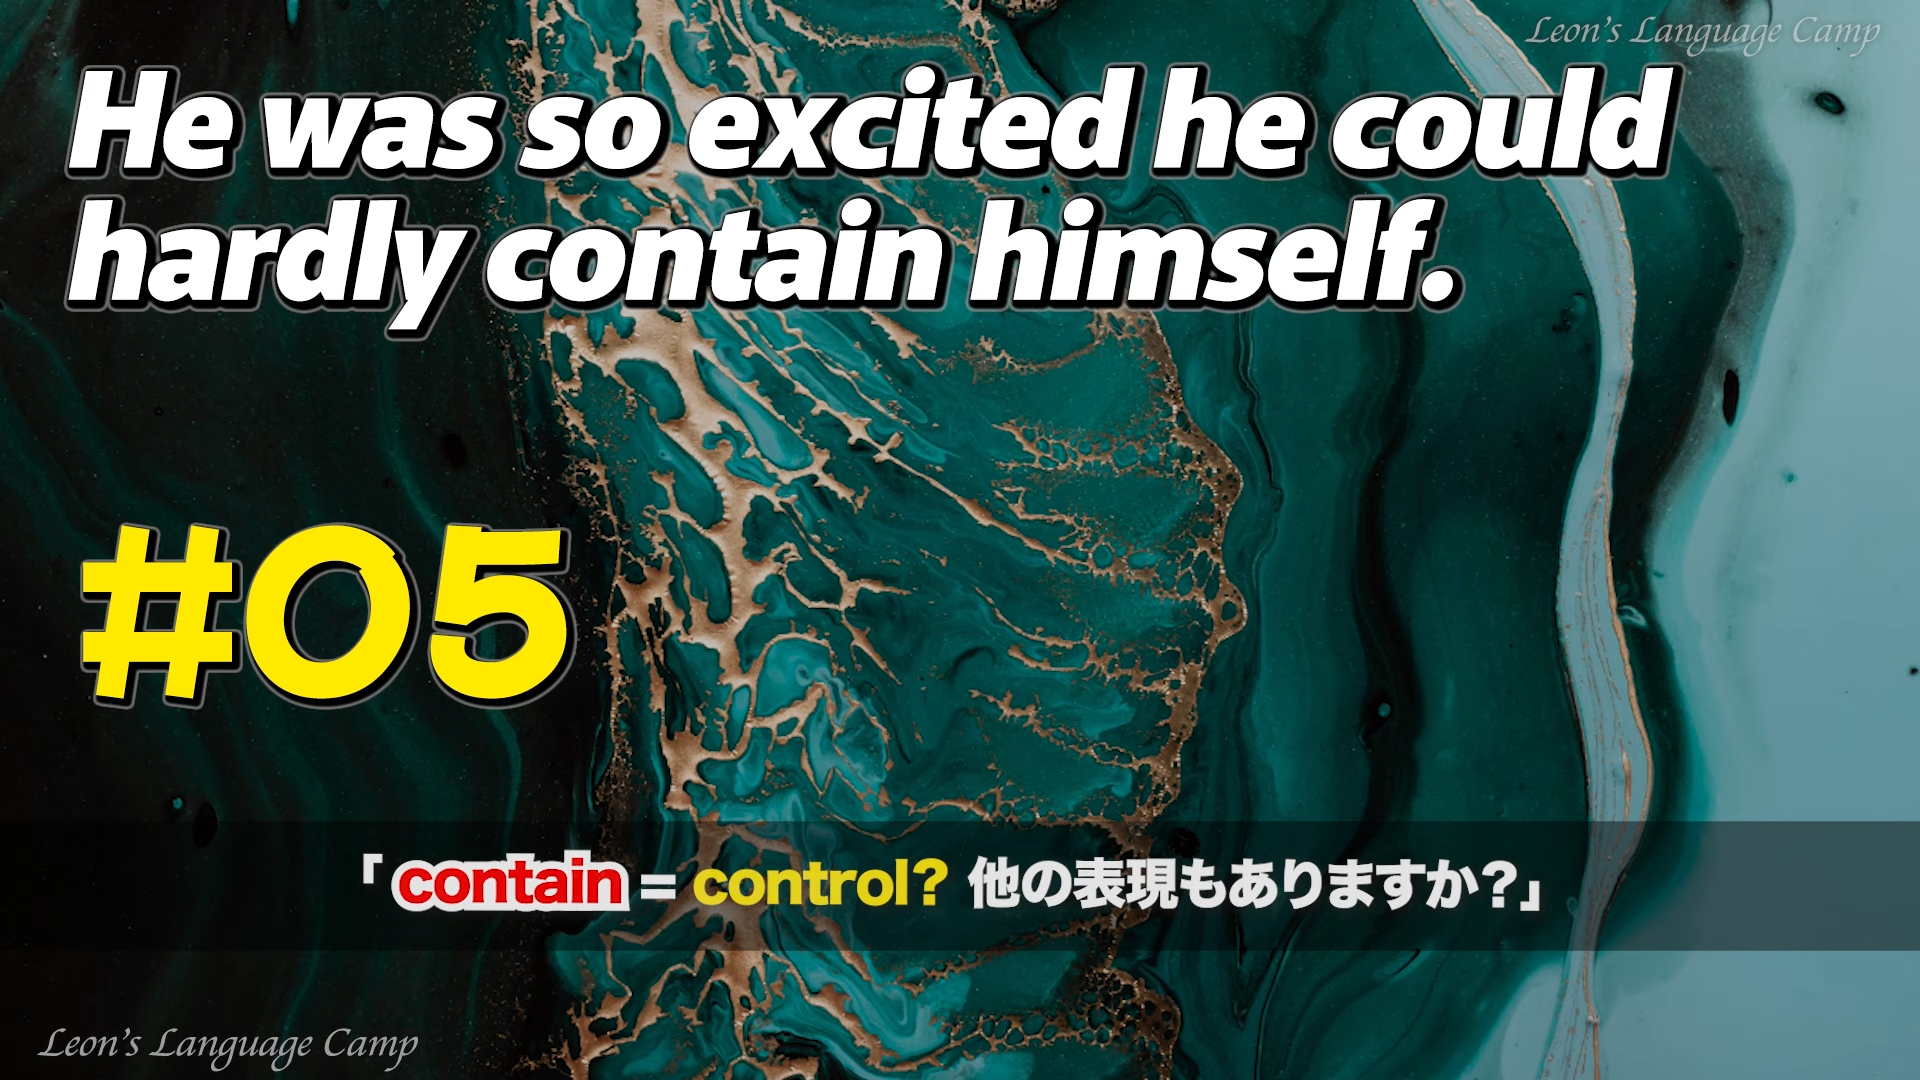 Leon's Language Camp
He was so excited he could
hardly contain himself.
#05
「contain = control? 他の表現もありますか?」
Leon's Language Camp